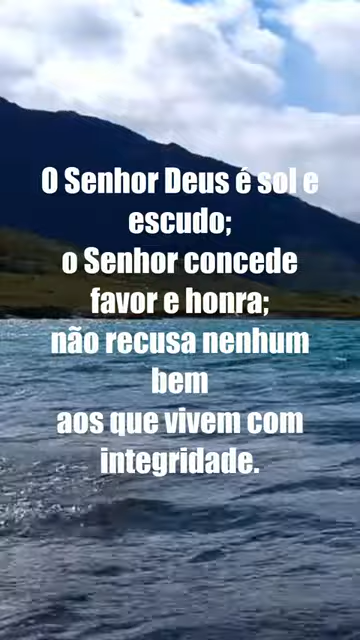 O Senhor Deus é sol e
escudo;
o Senhor concede
favor e honra;
não recusa nenhum
bem
aos que vivem com
integridade.